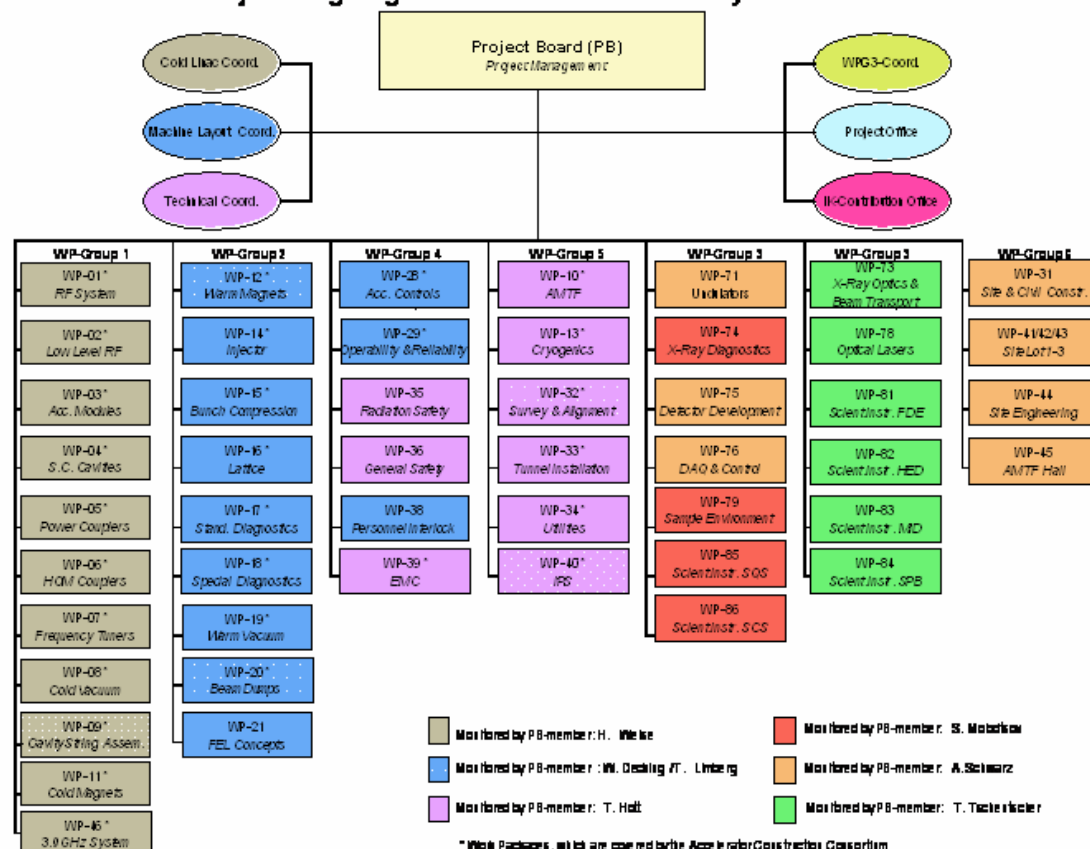 Project Board (PB)
Project Management
Cold Linac Coord.
Machine Layout Coord.
Technical Coord.
WPG3-Coord.
Project Office
IK-Contribution Office
WP-Group 1
WP-01*
RF System
WP-02*
Low Level RF
WP-03*
Acc. Modules
WP-04*
S.C. Cavities
WP-05*
Power Couplers
WP-06*
HOM Couplers
WP-07*
Frequency Tuners
WP-08*
Cold Vacuum
WP-09*
Cavity String Assem.
WP-11*
Cold Magnets
WP-46*
3.9 GHz System
WP-Group 2
WP-12*
Warm Magnets
WP-14*
Injector
WP-15*
Bunch Compression
WP-16*
Lattice
WP-17*
Stand. Diagnostics
WP-18*
Special Diagnostics
WP-19*
Warm Vacuum
WP-20*
Beam Dumps
WP-21
FEL Concepts
WP-Group 4
WP-28*
Acc. Controls
WP-29*
Operability & Reliability
WP-35
Radiation Safety
WP-36
General Safety
WP-38
Personnel Interlock
WP-39*
EMC
WP-Group 5
WP-10*
AMTF
WP-13*
Cryogenics
WP-32*
Survey & Alignment
WP-33*
Tunnel Installation
WP-34*
Utilities
WP-40*
WP-Group 3
WP-71
Undulators
WP-74
X-Ray Diagnostics
WP-75
Detector Development
WP-76
DAQ & Control
WP-79
Sample Environment
WP-85
Scient.Instr. SQS
WP-86
Scient.Instr. SCS
WP-Group 3
WP-73
X-Ray Optics &
Beam Transport
WP-78
Optical Lasers
WP-81
Scient.Instr. FDE
WP-82
Scient.Instr. HED
WP-83
Scient.Instr. MID
WP-84
Scient.Instr. SPB
WP-Group 6
WP-31
Site & Civil Constr.
WP-41/42/43
Site Lot 1-3
WP-44
Site Engineering
WP-45
AMTF Hall
Monitored by PB-member: H. Weise
Monitored by PB-member: W. Decking / T. Limberg
Monitored by PB-member: T. Hott
Monitored by PB-member: S. Molodtsov
Monitored by PB-member: A.Schwarz
Monitored by PB-member: T. Tschentscher
* Work Packages, which are covered by the Accelerator Construction Consortium